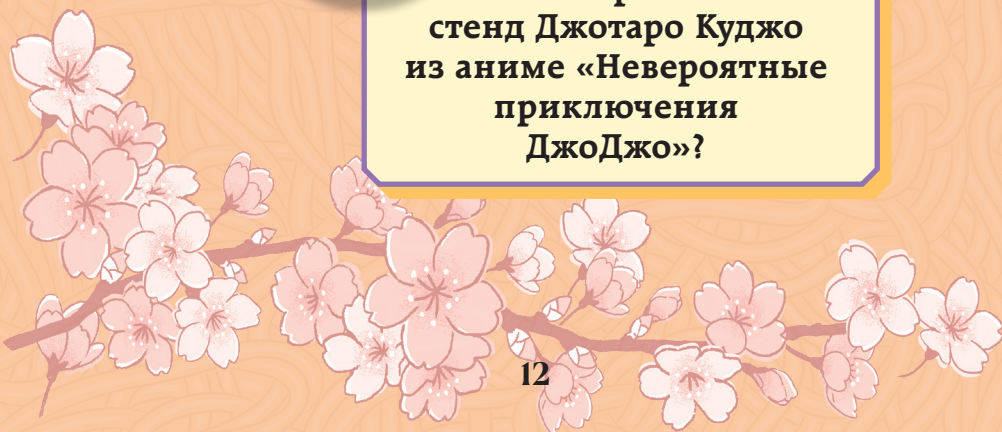 стенд Джотаро Куджо
из аниме «Невероятные
приключения
ДжоДжо»?
12